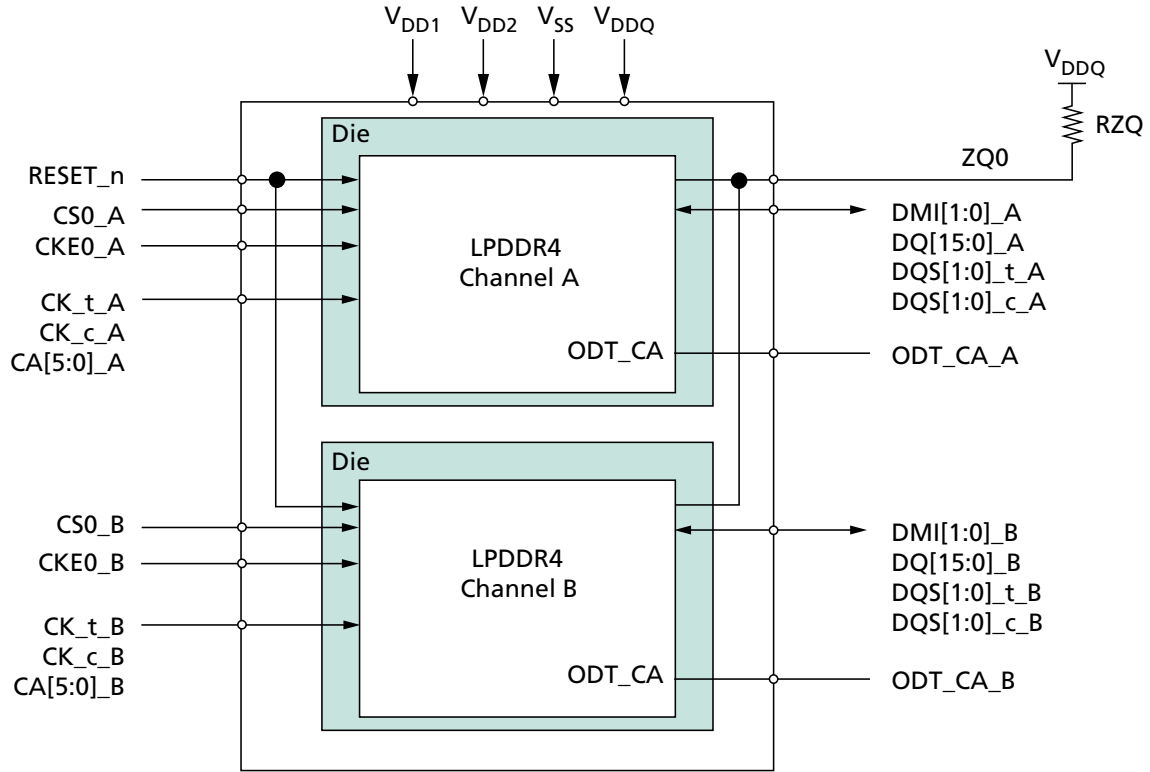 VDD1 VDD2 VSS VDDQ
VDDQ
RZQ
Die
RESET_n
ZQ0
CS0_A
DMI[1:0]_A
CKE0_A
DQ[15:0]_A
LPDDR4
Channel A
DQS[1:0]_t_A
CK_t_A
DQS[1:0]_c_A
CK_c_A
CA[5:0]_A
ODT_CA
ODT_CA_A
Die
CS0_B
DMI[1:0]_B
CKE0_B
DQ[15:0]_B
LPDDR4
Channel B
DQS[1:0]_t_B
CK_t_B
DQS[1:0]_c_B
CK_c_B
CA[5:0]_B
ODT_CA
ODT_CA_B